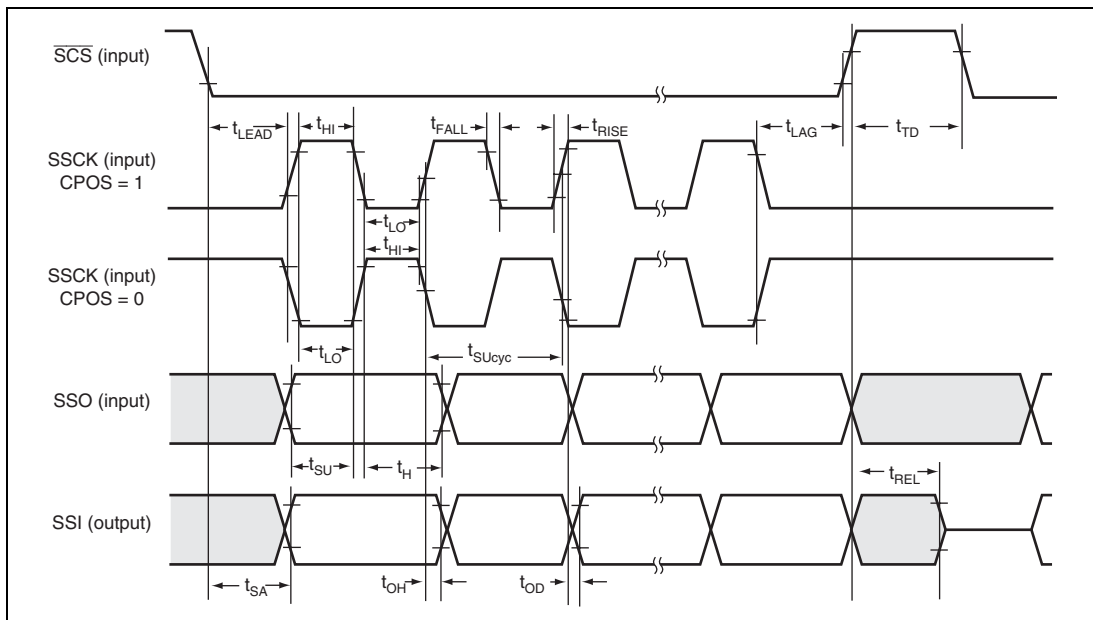 SCS (input)
tLEAD
tHI
tFALL
tRISE
tLAG
tTD
SSCK (input)
CPOS = 1
tLO
tHI
SSCK (input)
CPOS = 0
tLO
tSUcyc
SSO (input)
tSU
tH
tREL
SSI (output)
tSA
tOH
tOD